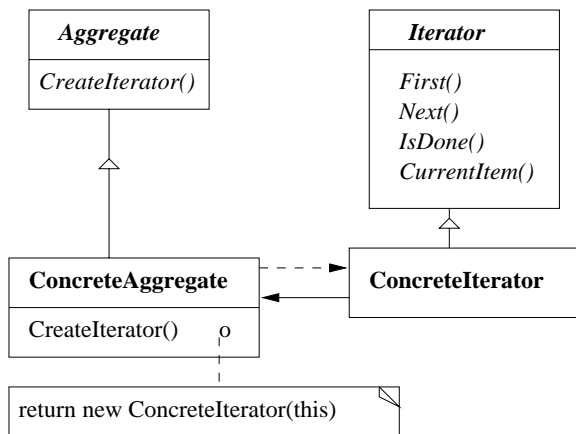 Aggregate
CreateIterator()
Iterator
First()
Next()
IsDone()
CurrentItem()
ConcreteAggregate
CreateIterator() o
ConcreteIterator
return new ConcreteIterator(this)